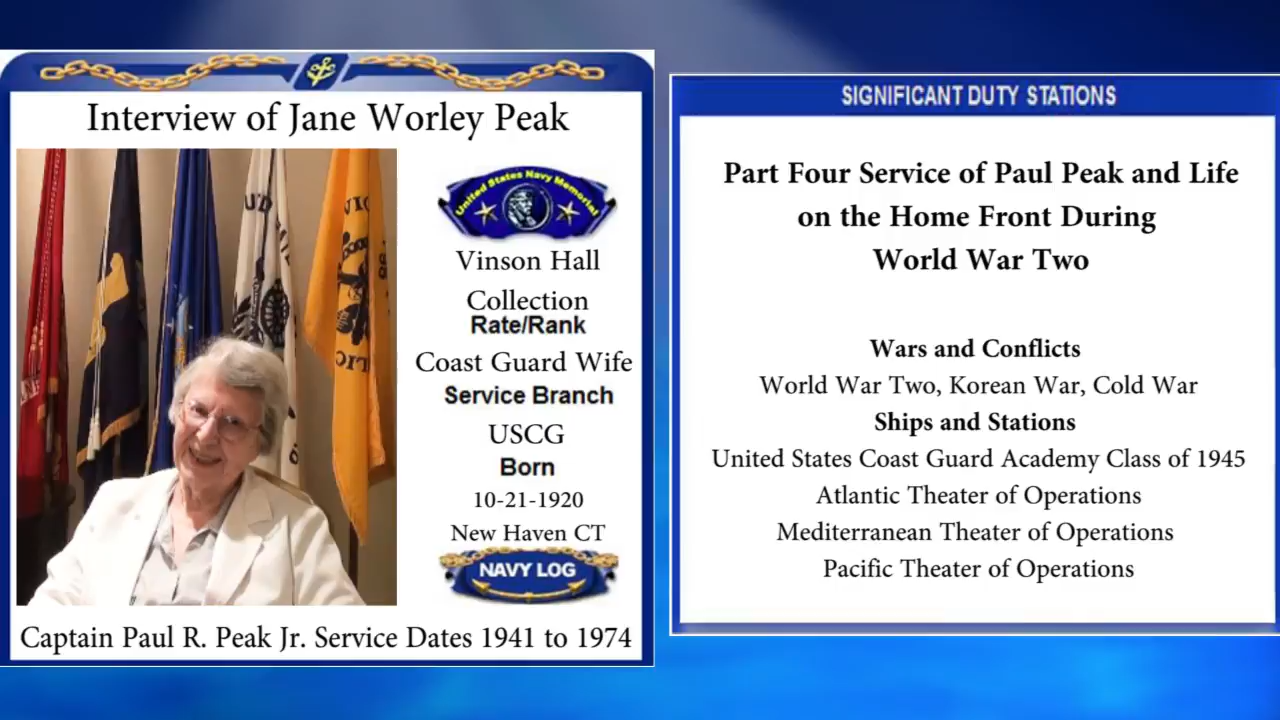 Interview of Jane Worley Peak
United States Navy Memorial
Vinson Hall
Collection
Rate/Rank
Coast Guard Wife
Service Branch
USCG
Born
10-21-1920
New Haven CT
NAVY LOG
Captain Paul R. Peak Jr. Service Dates 1941 to 1974
SIGNIFICANT DUTY STATIONS
Part Four Service of Paul Peak and Life
on the Home Front During
World War Two
Wars and Conflicts
World War Two, Korean War, Cold War
Ships and Stations
United States Coast Guard Academy Class of 1945
Atlantic Theater of Operations
Mediterranean Theater of Operations
Pacific Theater of Operations